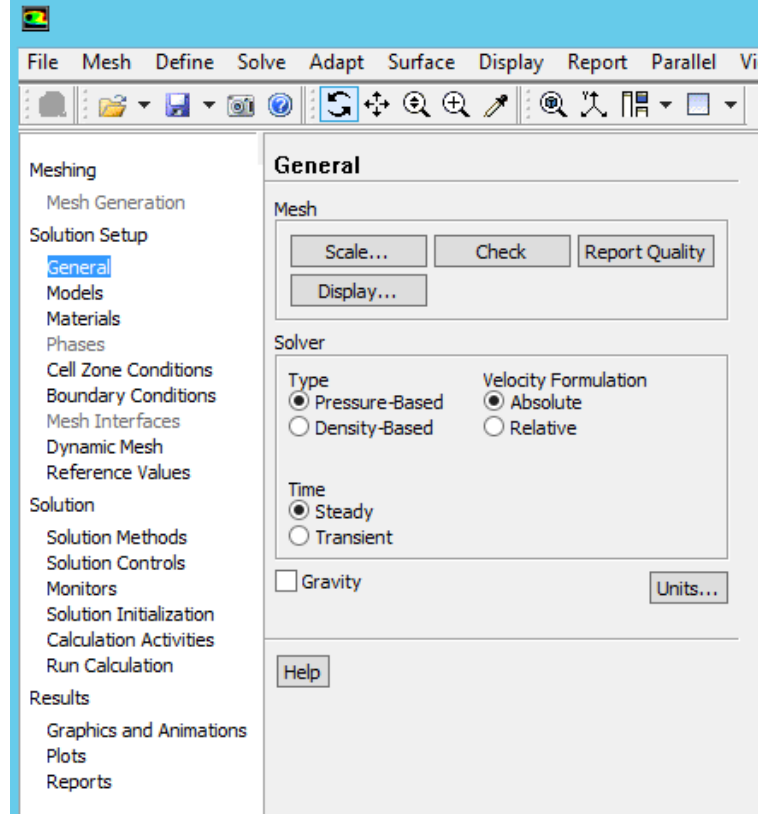 File Mesh Define Solve Adapt Surface Display Report Parallel Vi
Meshing
Mesh Generation
Solution Setup
General
Models
Materials
Phases
Cell Zone Conditions
Boundary Conditions
Mesh Interfaces
Dynamic Mesh
Reference Values
Solution
Solution Methods
Solution Controls
Monitors
Solution Initialization
Calculation Activities
Run Calculation
Results
Graphics and Animations
Plots
Reports
General
Mesh
Scale... Check Report Quality
Display...
Solver
Type Velocity Formulation
Pressure-Based Absolute
Density-Based Relative
Time
Steady
Transient
Gravity Units...
Help